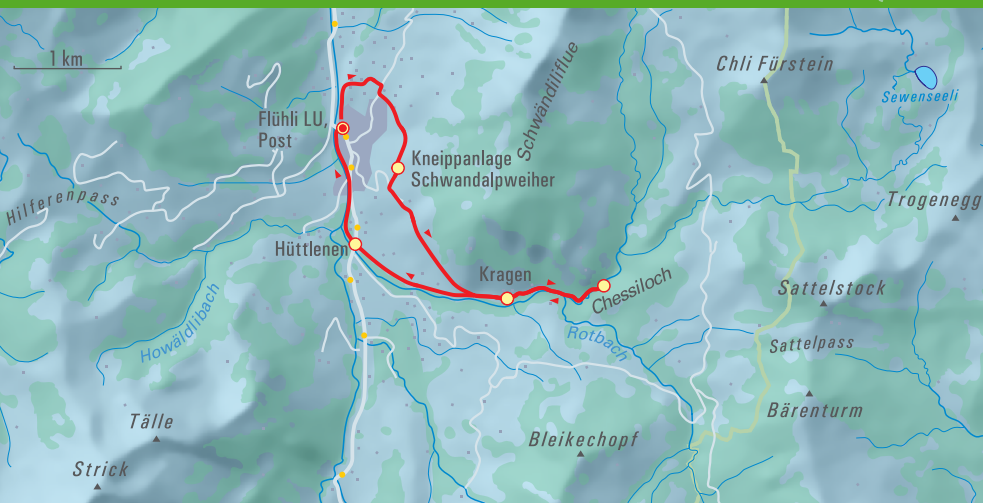 1 km
Schwändiliflue
Chli Fürstein
Sewenseeli
Flühli LU,
Post
Kneippanlage
Schwandalpweiher
Hilferenpass
Trogenegg
Hüttlenen
Kragen
Chessiloch
Sattelstock
Howäldlibach
Rotbach
Sattelpass
Bärenturm
Tälle
Bleikechopf
Strick